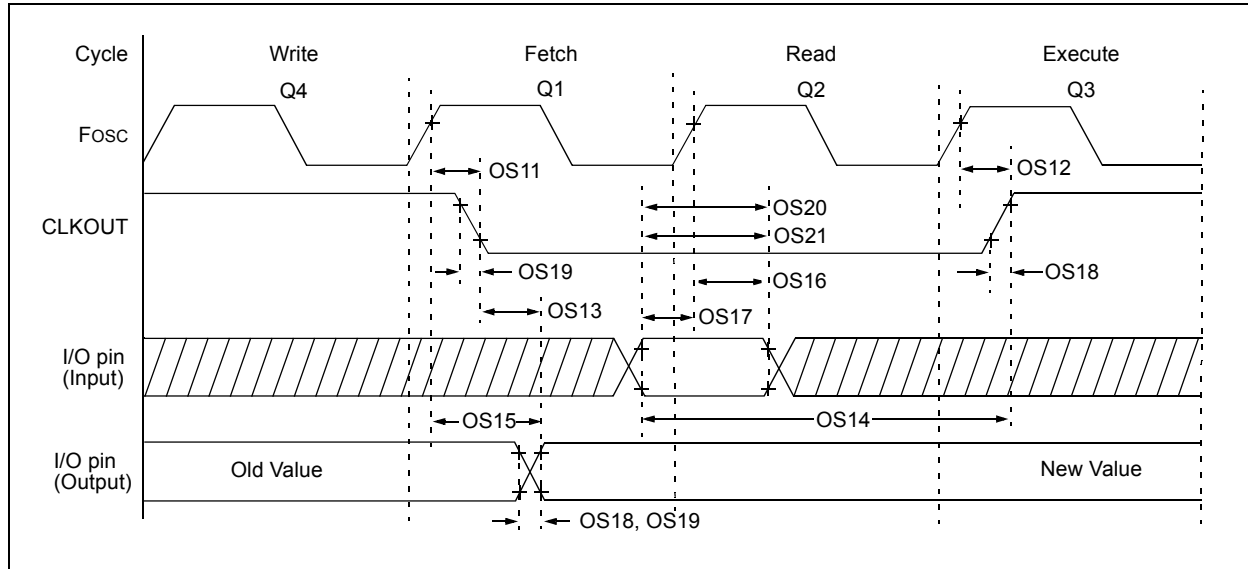 Cycle Write Fetch Read Execute
Q4 Q1 Q2 Q3
FOSC
OS11 OS12
OS20
CLKOUT
OS21
OS19 OS16 OS18
OS13 OS17
I/O pin
(Input)
OS15 OS14
I/O pin
(Output)
Old Value New Value
OS18, OS19